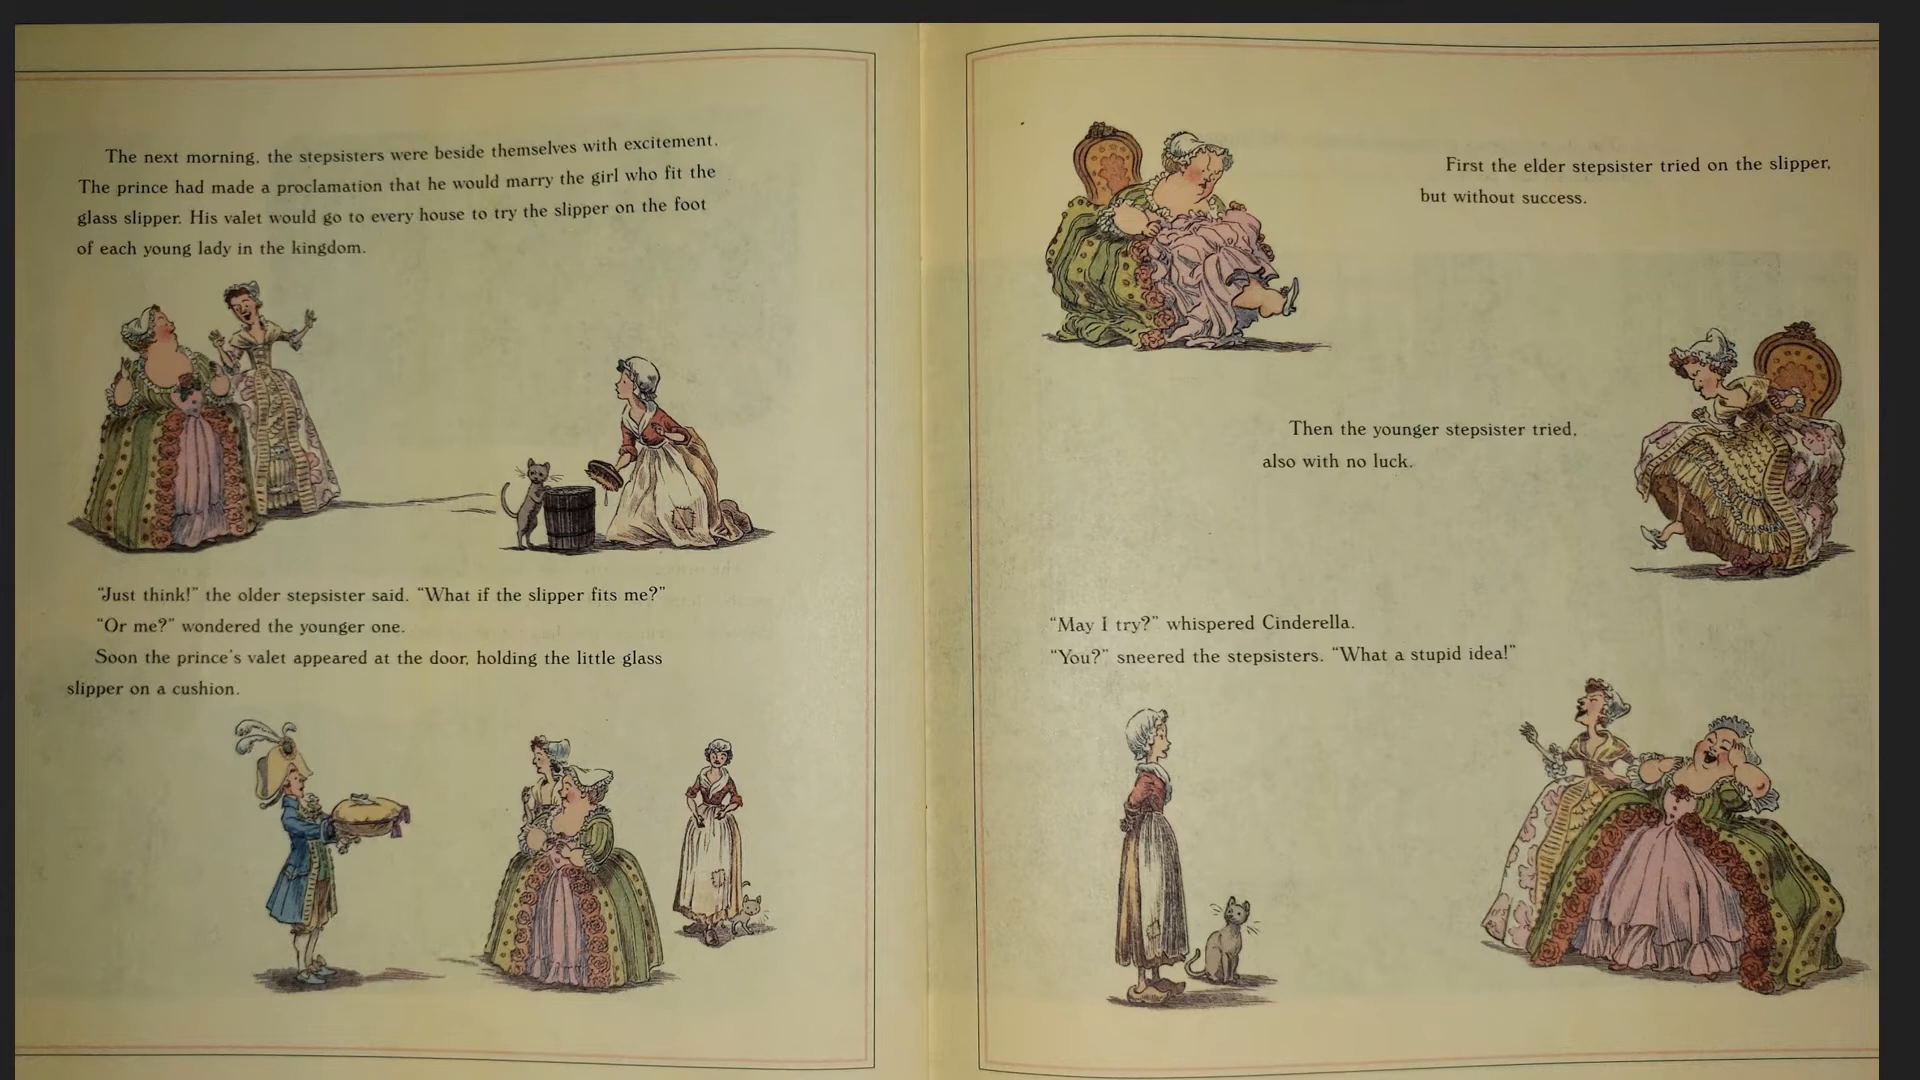 The next morning, the stepsisters were beside themselves with excitement.
The prince had made a proclamation that he would marry the girl who fit the
glass slipper. His valet would go to every house to try the slipper on the foot
of each young lady in the kingdom.
“Just think!” the older stepsister said. “What if the slipper fits me?”
“Or me?” wondered the younger one.
Soon the prince’s valet appeared at the door, holding the little glass
slipper on a cushion.
First the elder stepsister tried on the slipper,
but without success.
Then the younger stepsister tried,
also with no luck.
“May I try?” whispered Cinderella.
“You?” sneered the stepsisters. “What a stupid idea!”